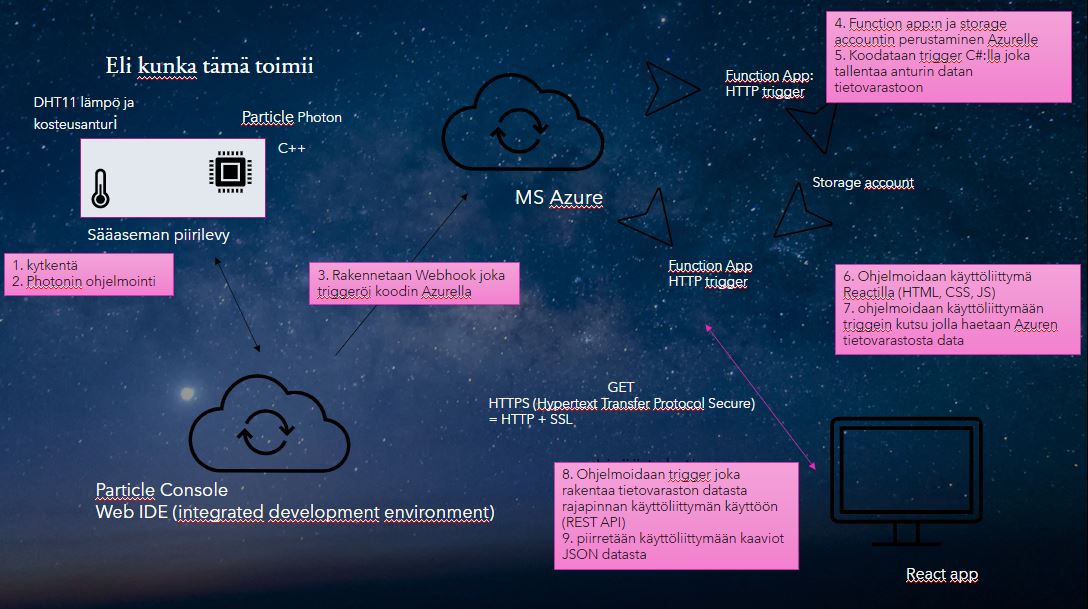 Eli kunka tämä toimii
DHT11 lämpö ja
kosteusanturi
Particle Photon
C++
Sääaseman piirilevy
1. kytkentä
2. Photonin ohjelmointi
3. Rakennetaan Webhook joka
triggeröj koodin Azurella
MS Azure
Function App:
HTTP trigger
4. Function app:n ja storage
accountin perustaminen Azurelle
5. Koodataan trigger C#:lla joka
tallentaa anturin datan
tietovarastoon
Storage account
Function App
HTTP trigger
6. Ohjelmoidaan käyttöliittymä
Reactilla (HTML, CSS, JS)
7. ohjelmoidaan käyttöliittymään
triggein kutsu jolla haetaan Azuren
tietovarastosta data
GET
HTTPS (Hypertext Transfer Protocol Secure)
= HTTP + SSL
Particle Console
Web IDE (integrated development environment)
8. Ohjelmoidaan trigger joka
rakentaa tietovaraston datasta
rajapinnan käyttöliittymän käyttöön
(REST API)
9. piirretään käyttöliittymään kaaviot
JSON datasta
React app